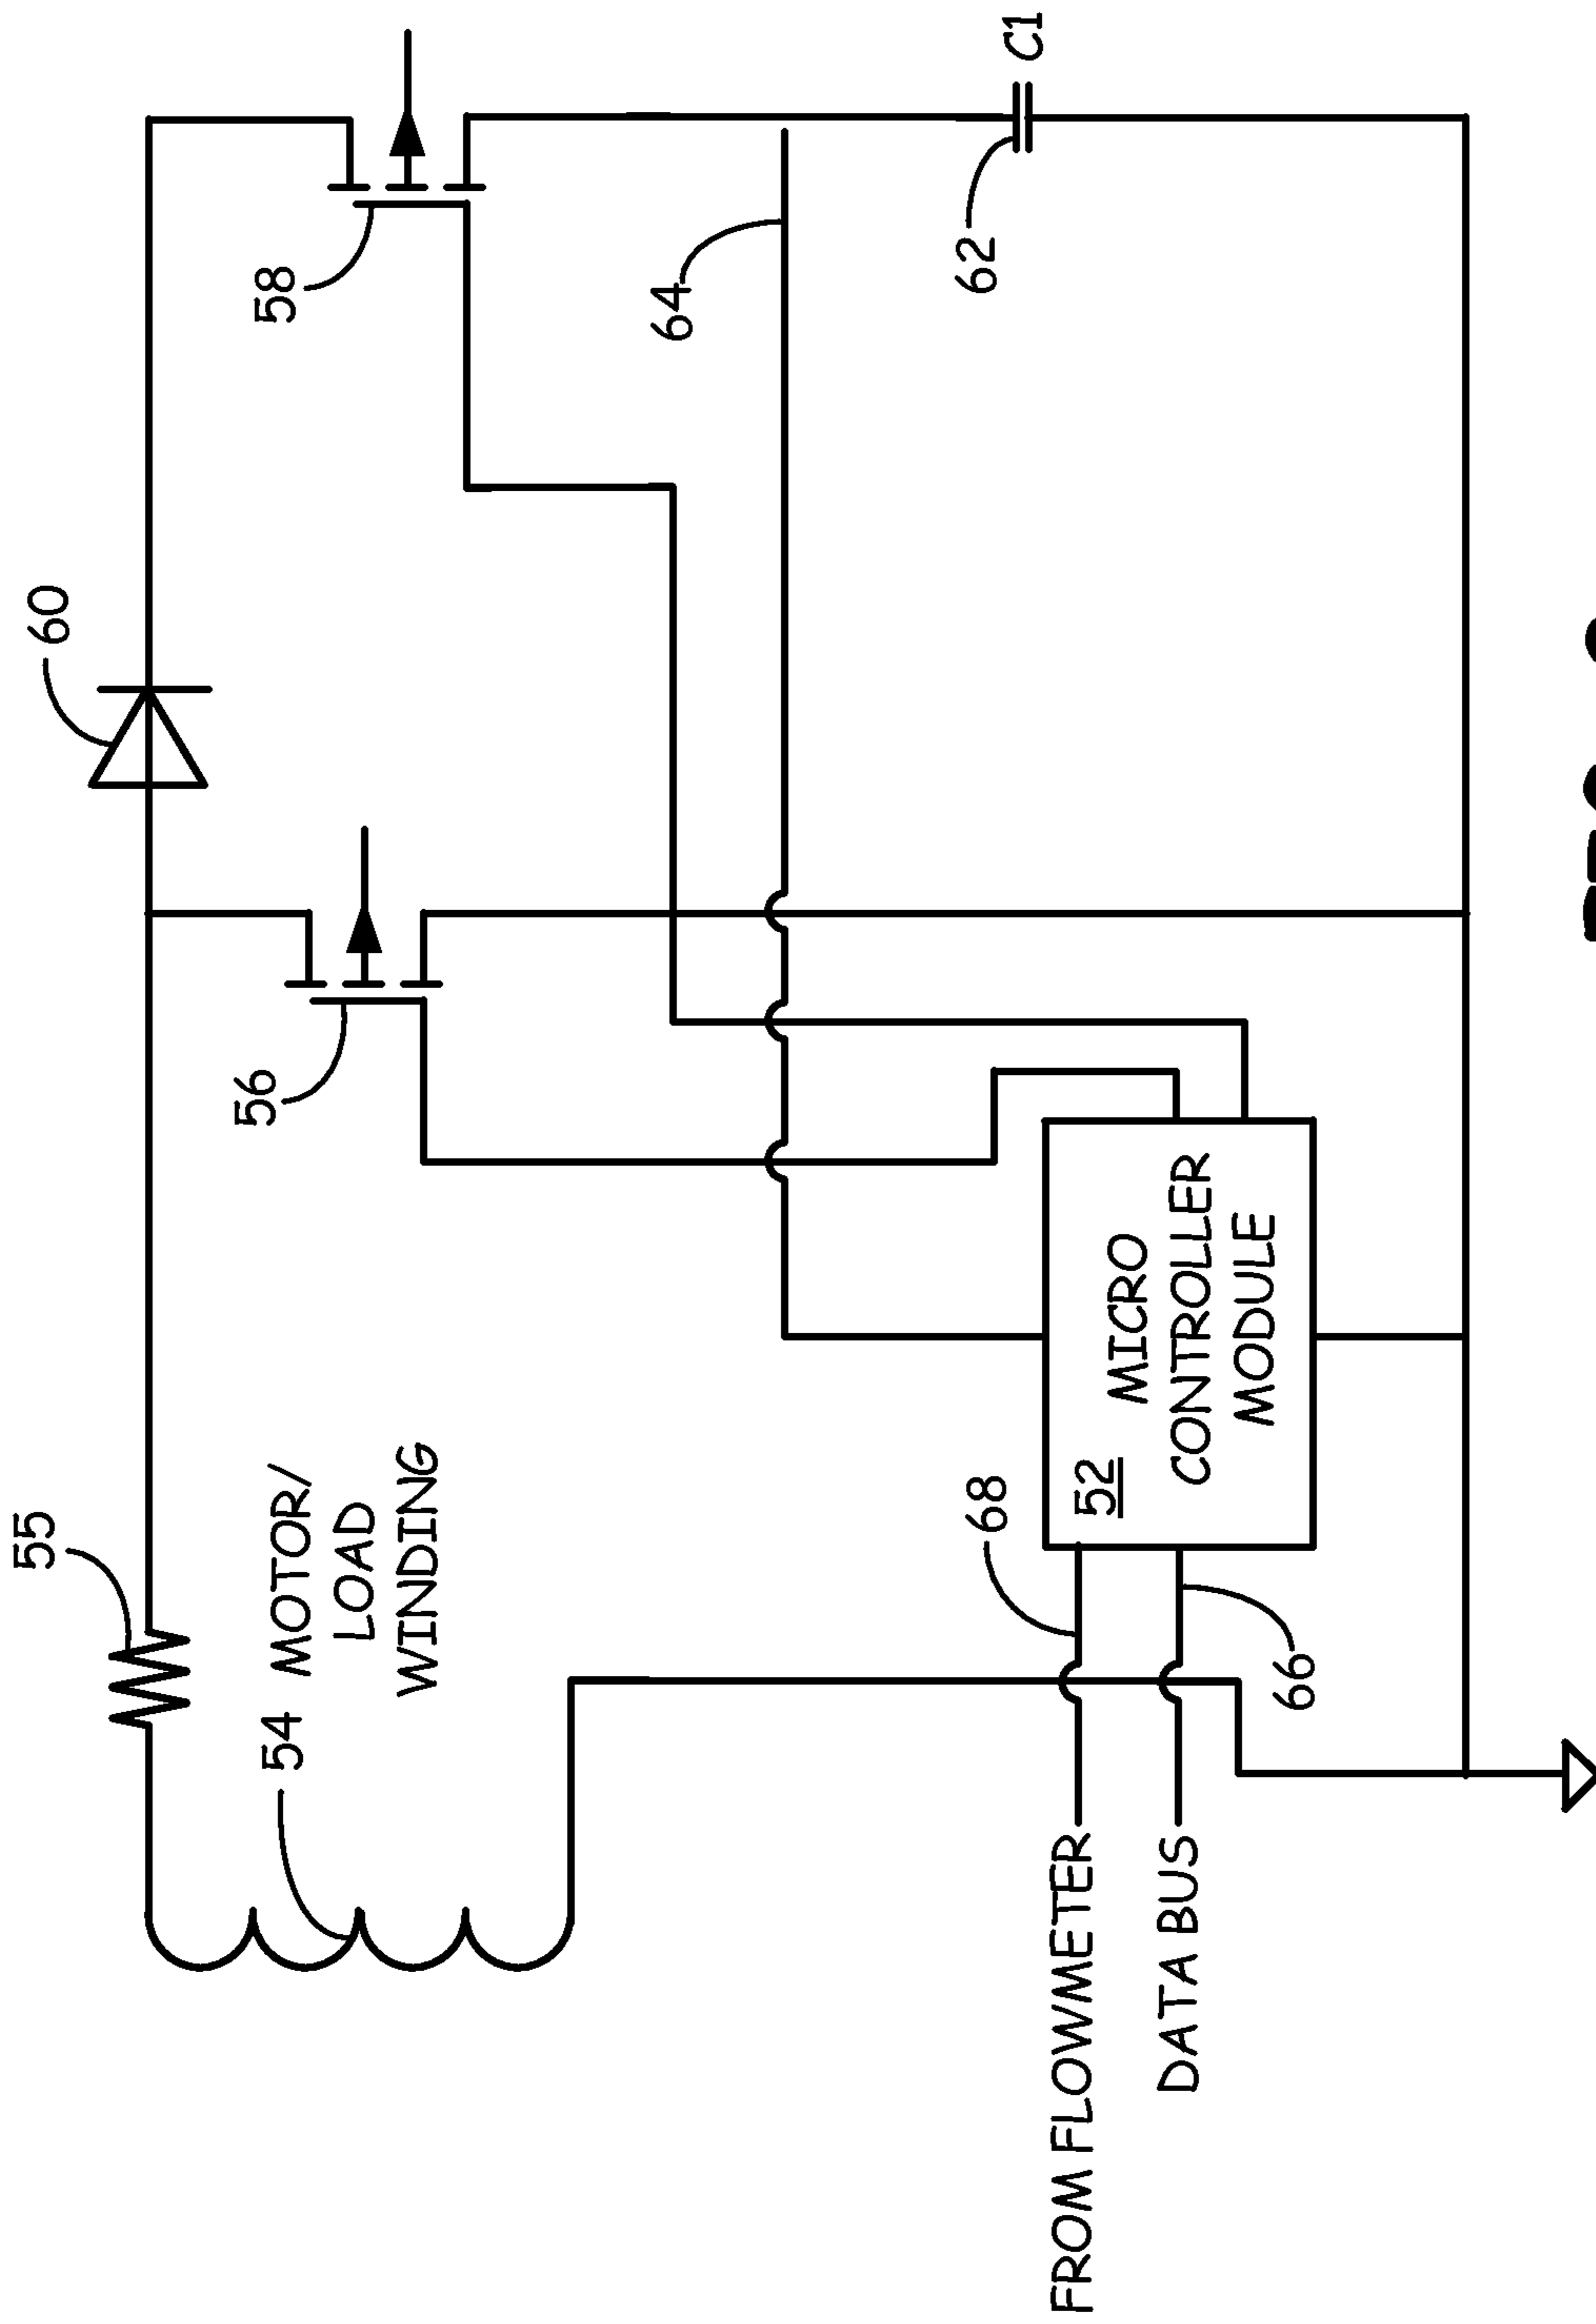 55
60
54 MOTOR/
LOAD
WINDING
56
58
64
62
C1
68
52
MICRO
CONTROLLER
MODULE
66
FROM FLOWMETER
DATA BUS